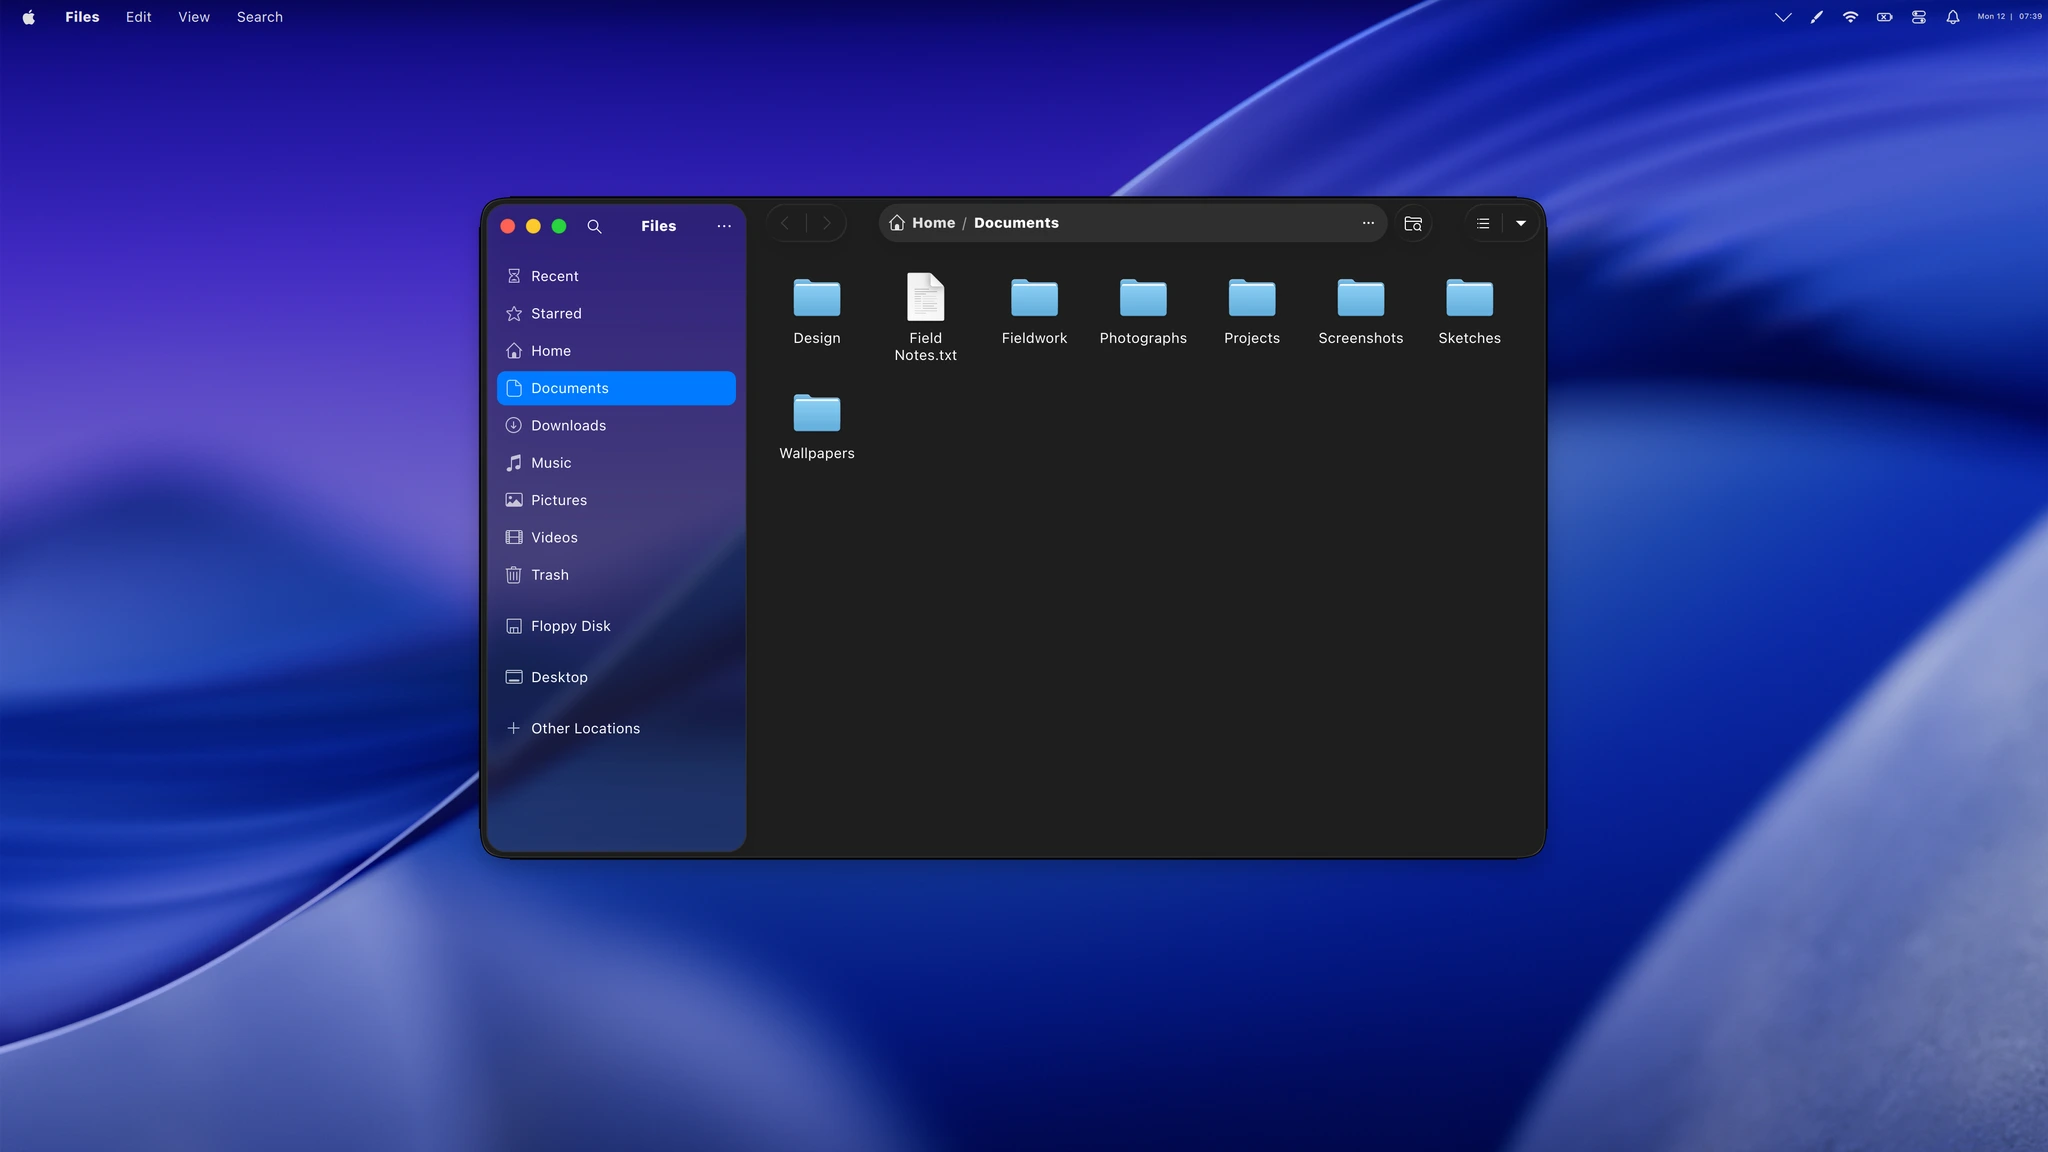 Files Edit View Search
Mon 12 | 07:39
Files
Recent
Starred
Home
Documents
Downloads
Music
Pictures
Videos
Trash
Floppy Disk
Desktop
Other Locations
Home / Documents
Design
Field
Notes.txt
Fieldwork
Photographs
Projects
Screenshots
Sketches
Wallpapers